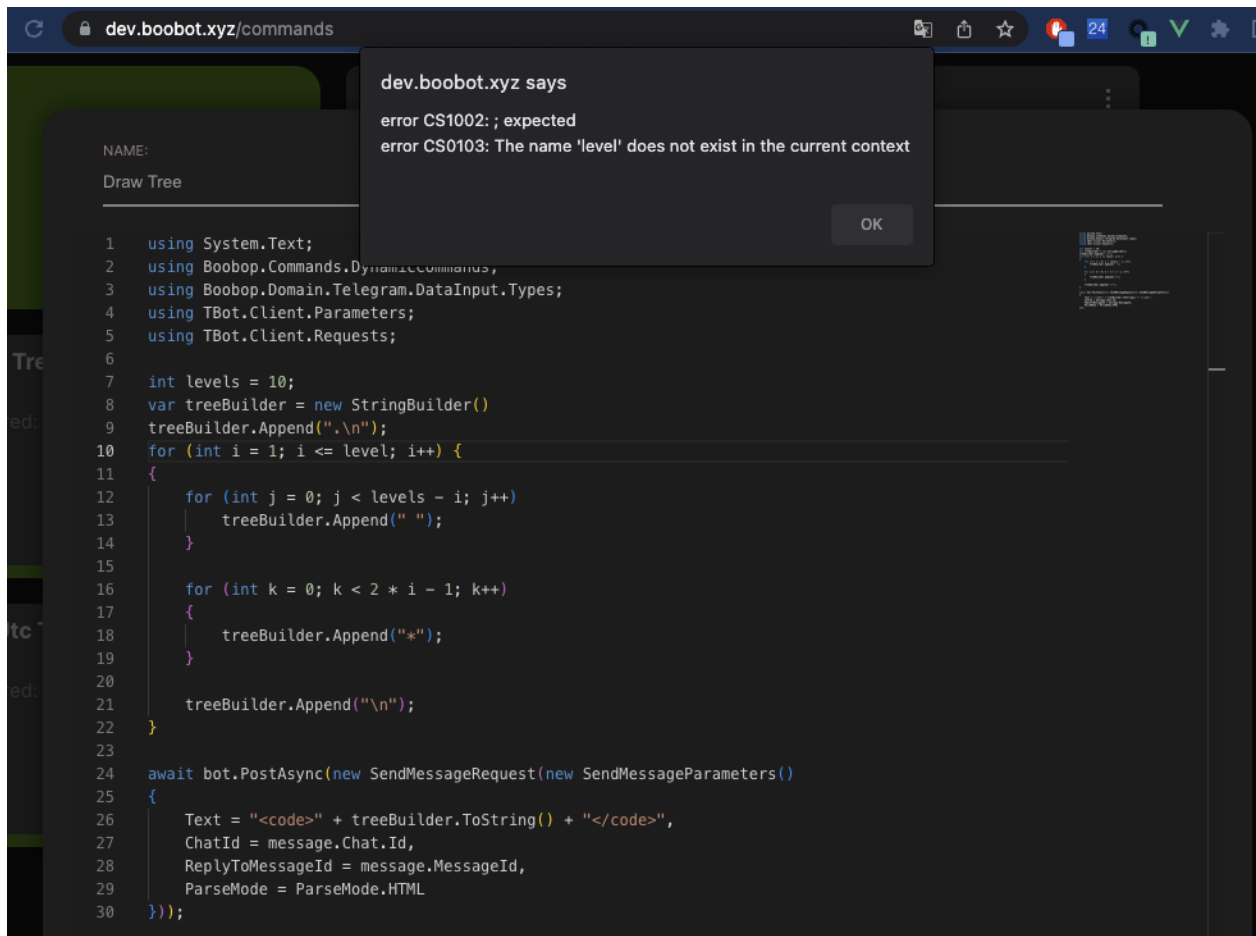 dev.boobot.xyz/commands
24
dev.boobot.xyz says
error CS1002: ; expected
error CS0103: The name 'level' does not exist in the current context
OK
NAME:
Draw Tree
Tre
red:
Utc T
red:
1 using System.Text;
2 using Boobop.Commands.DynamicCommands;
3 using Boobop.Domain.Telegram.DataInput.Types;
4 using TBot.Client.Parameters;
5 using TBot.Client.Requests;
6
7 int levels = 10;
8 var treeBuilder = new StringBuilder()
9 treeBuilder.Append(".\n");
10 for (int i = 1; i <= level; i++) {
11 {
12 for (int j = 0; j < levels - i; j++)
13 treeBuilder.Append(" ");
14 }
15
16 for (int k = 0; k < 2 * i - 1; k++)
17 {
18 treeBuilder.Append("*");
19 }
20
21 treeBuilder.Append("\n");
22 }
23
24 await bot.PostAsync(new SendMessageRequest(new SendMessageParameters()
25 {
26 Text = "<code>" + treeBuilder.ToString() + "</code>",
27 ChatId = message.Chat.Id,
28 ReplyToMessageId = message.MessageId,
29 ParseMode = ParseMode.HTML
30 }));